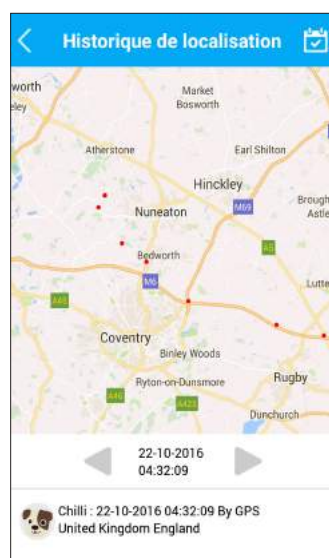 Historique de localisation
worth
Market
Bosworth
ley
Atherstone
Earl Shilton
Hinckley
Nuneaton
M69
Brough
Astle
A5
Bedworth
M6
Lutte
A45
Coventry
Binley Woods
Rugby
Ryton-on-Dunsmore
A46
A423
Dunchurch
22-10-2016
04:32:09
Chilli : 22-10-2016 04:32:09 By GPS
United Kingdom England